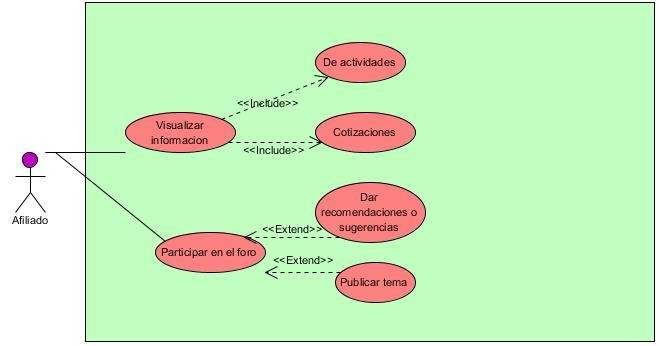 De actividades
<<Include>>
Visualizar
informacion
Cotizaciones
<<Include>>
Afiliado
Dar
recomendaciones o
sugerencias
<<Extend>>
Participar en el foro
<<Extend>>
Publicar tema